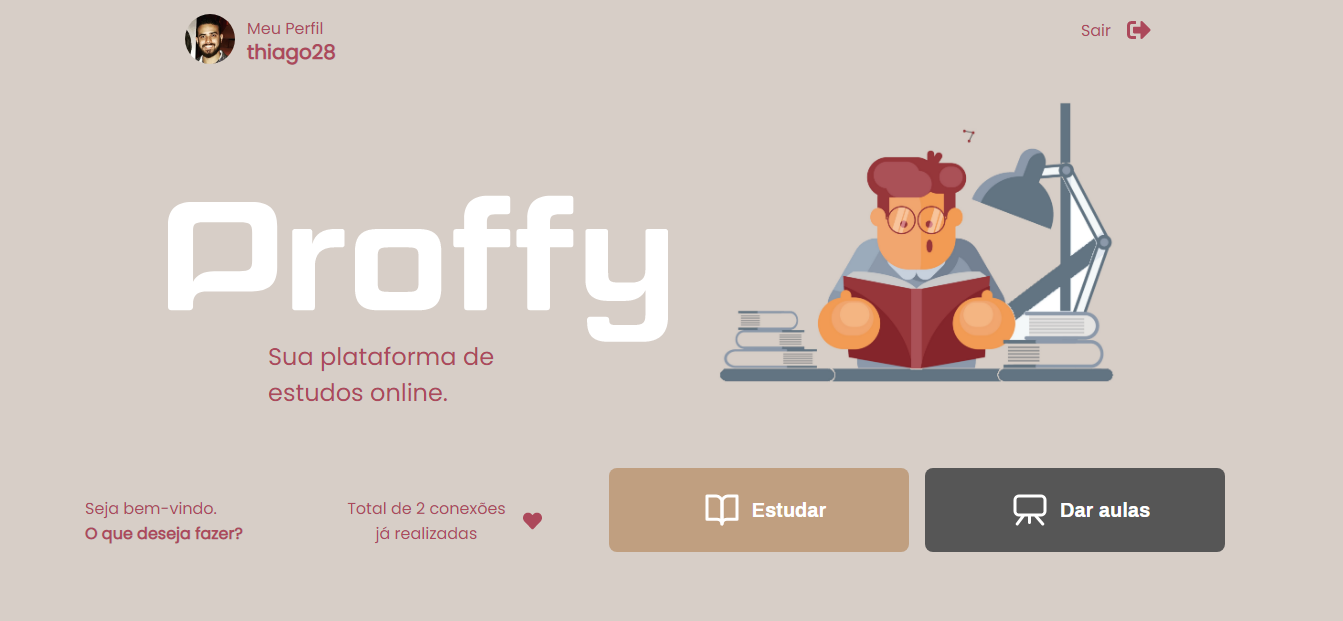 Meu Perfil
thiago28
Sair
Proffy
Sua plataforma de
estudos online.
Seja bem-vindo.
O que deseja fazer?
Total de 2 conexões
já realizadas
Estudar
Dar aulas